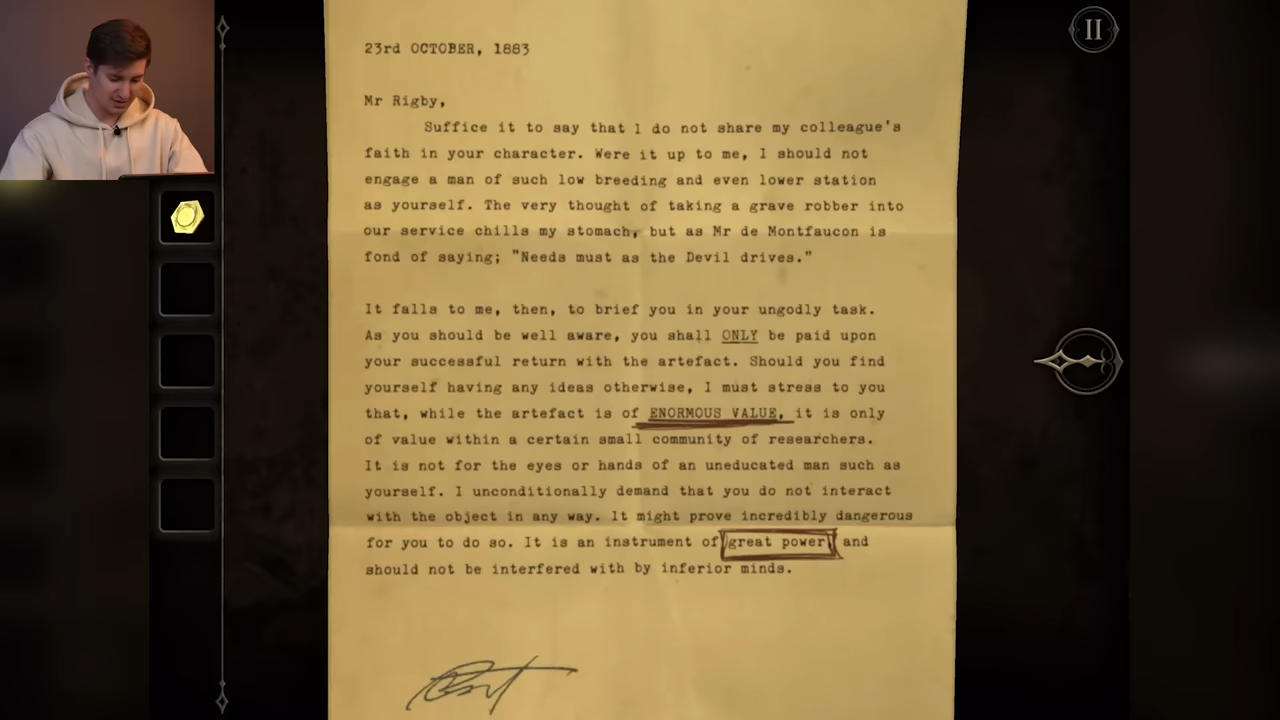 23rd OCTOBER, 1883
Mr Rigby,
Suffice it to say that I do not share my colleague's
faith in your character. Were it up to me, I should not
engage a man of such low breeding and even lower station
as yourself. The very thought of taking a grave robber into
our service chills my stomach, but as Mr de Montfaucon is
fond of saying; "Needs must as the Devil drives."
It falls to me, then, to brief you in your ungodly task.
As you should be well aware, you shall ONLY be paid upon
your successful return with the artefact. Should you find
yourself having any ideas otherwise, I must stress to you
that, while the artefact is of ENORMOUS VALUE, it is only
of value within a certain small community of researchers.
It is not for the eyes or hands of an uneducated man such as
yourself. I unconditionally demand that you do not interact
with the object in any way. It might prove incredibly dangerous
for you to do so. It is an instrument of great power and
should not be interfered with by inferior minds.